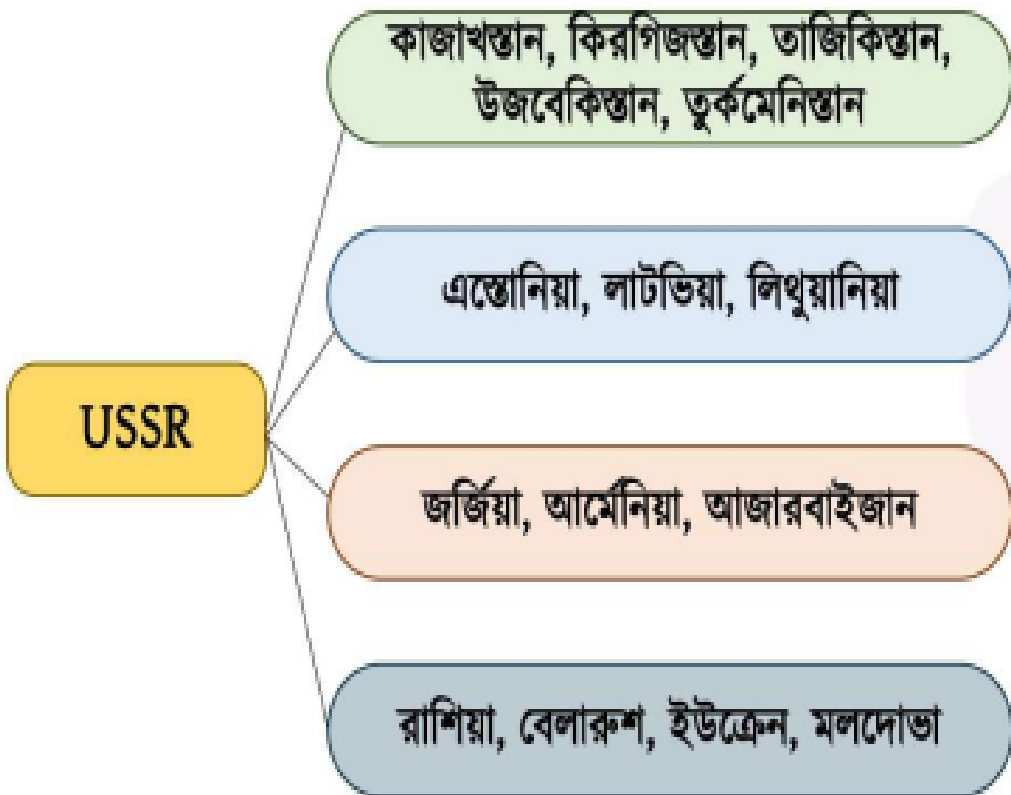 কাজাখস্তান, কিরগিজস্তান, তাজিকিস্তান,
উজবেকিস্তান, তুর্কমেনিস্তান
এস্তোনিয়া, লাটভিয়া, লিথুয়ানিয়া
USSR
জর্জিয়া, আর্মেনিয়া, আজারবাইজান
রাশিয়া, বেলারুশ, ইউক্রেন, মলদোভা